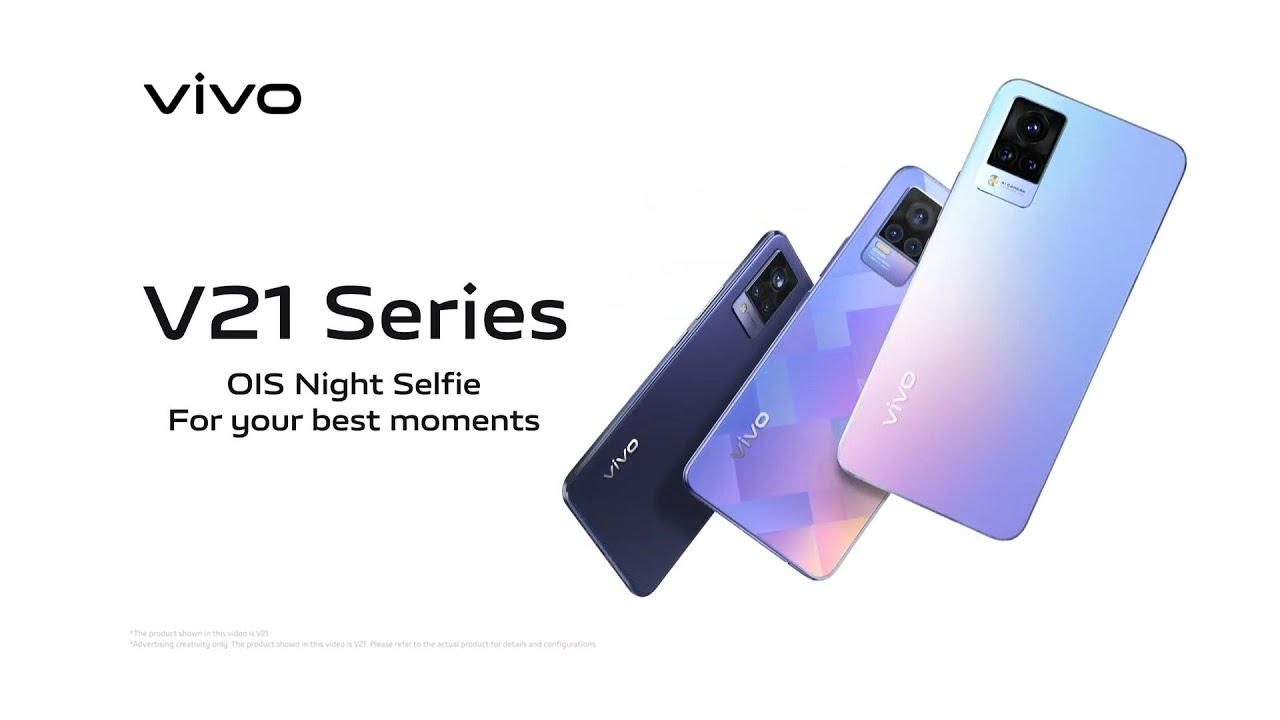 vivo
V21 Series
OIS Night Selfie
For your best moments
vivo
vivo
vivo
AI CAMERA
*The product shown in this video is V21.
*Advertising creativity only. The product shown in this video is V21. Please refer to the actual product for details and configurations.